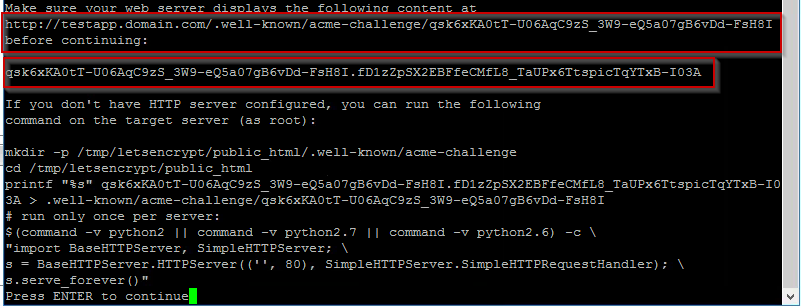 Make sure your web server displays the following content at
http://testapp.domain.com/.well-known/acme-challenge/qsk6xKA0tT-U06AqC9zS_3W9-eQ5a07gB6vDd-FsH8I
before continuing:
qsk6xKA0tT-U06AqC9zS_3W9-eQ5a07gB6vDd-FsH8I.fD1zZpSX2EBFfeCMfL8_TaUPx6TtspicTqYTxB-I03A
If you don't have HTTP server configured, you can run the following
command on the target server (as root):
mkdir -p /tmp/letsencrypt/public_html/.well-known/acme-challenge
cd /tmp/letsencrypt/public_html
printf "%s" qsk6xKA0tT-U06AqC9zS_3W9-eQ5a07gB6vDd-FsH8I.fD1zZpSX2EBFfeCMfL8_TaUPx6TtspicTqYTxB-I0
3A > .well-known/acme-challenge/qsk6xKA0tT-U06AqC9zS_3W9-eQ5a07gB6vDd-FsH8I
# run only once per server:
$(command -v python2 || command -v python2.7 || command -v python2.6) -c \
"import BaseHTTPServer, SimpleHTTPServer; \
s = BaseHTTPServer.HTTPServer(('', 80), SimpleHTTPServer.SimpleHTTPRequestHandler); \
s.serve_forever()"
Press ENTER to continue